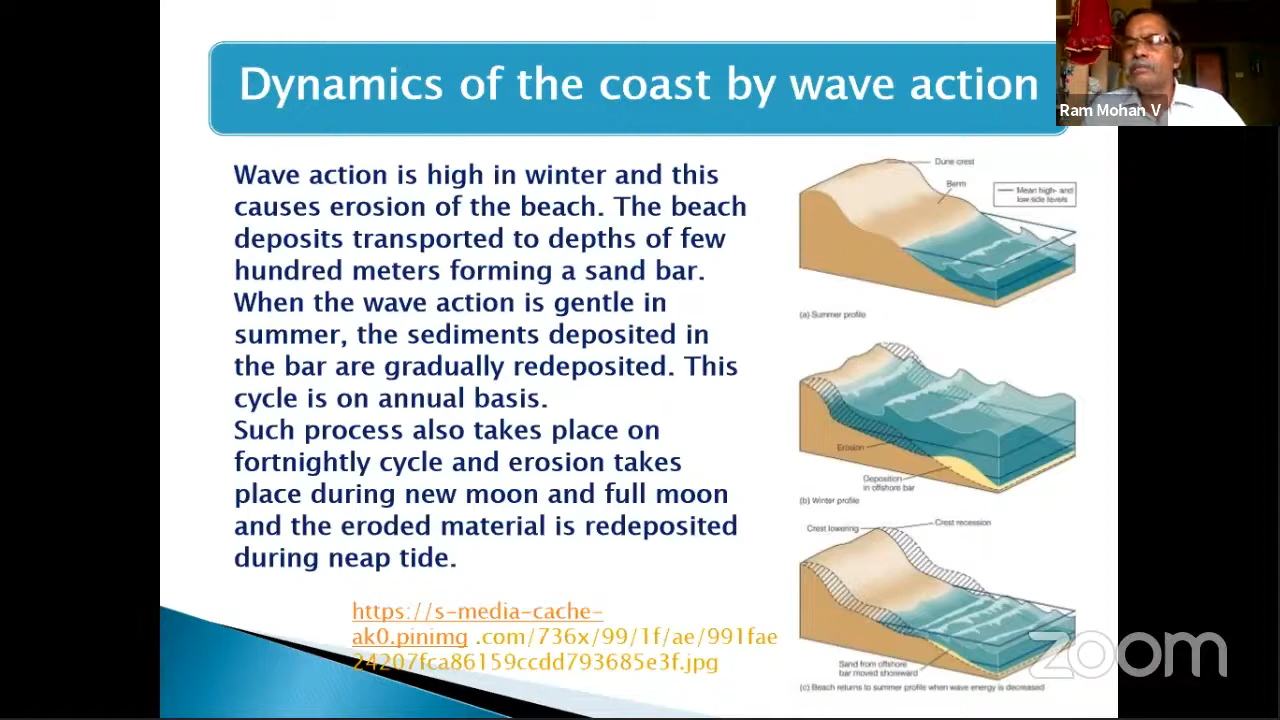 Dynamics of the coast by wave action
Ram Mohan V
Wave action is high in winter and this
causes erosion of the beach. The beach
deposits transported to depths of few
hundred meters forming a sand bar.
When the wave action is gentle in
summer, the sediments deposited in
the bar are gradually redeposited. This
cycle is on annual basis.
Such process also takes place on
fortnightly cycle and erosion takes
place during new moon and full moon
and the eroded material is redeposited
during neap tide.
https://s-media-cache-
ak0.pinimg .com/736x/99/1f/ae/991fae
24207fca86159ccdd793685e3f.jpg
Dune crest
Berm
Mean high- and
low-tide levels
(a) Summer profile
Erosion
Deposition
in offshore bar
(b) Winter profile
Crest lowering
Crest recession
Sand from offshore
bar moved shoreward
(c) Beach returns to summer profile when wave energy is decreased
zoom